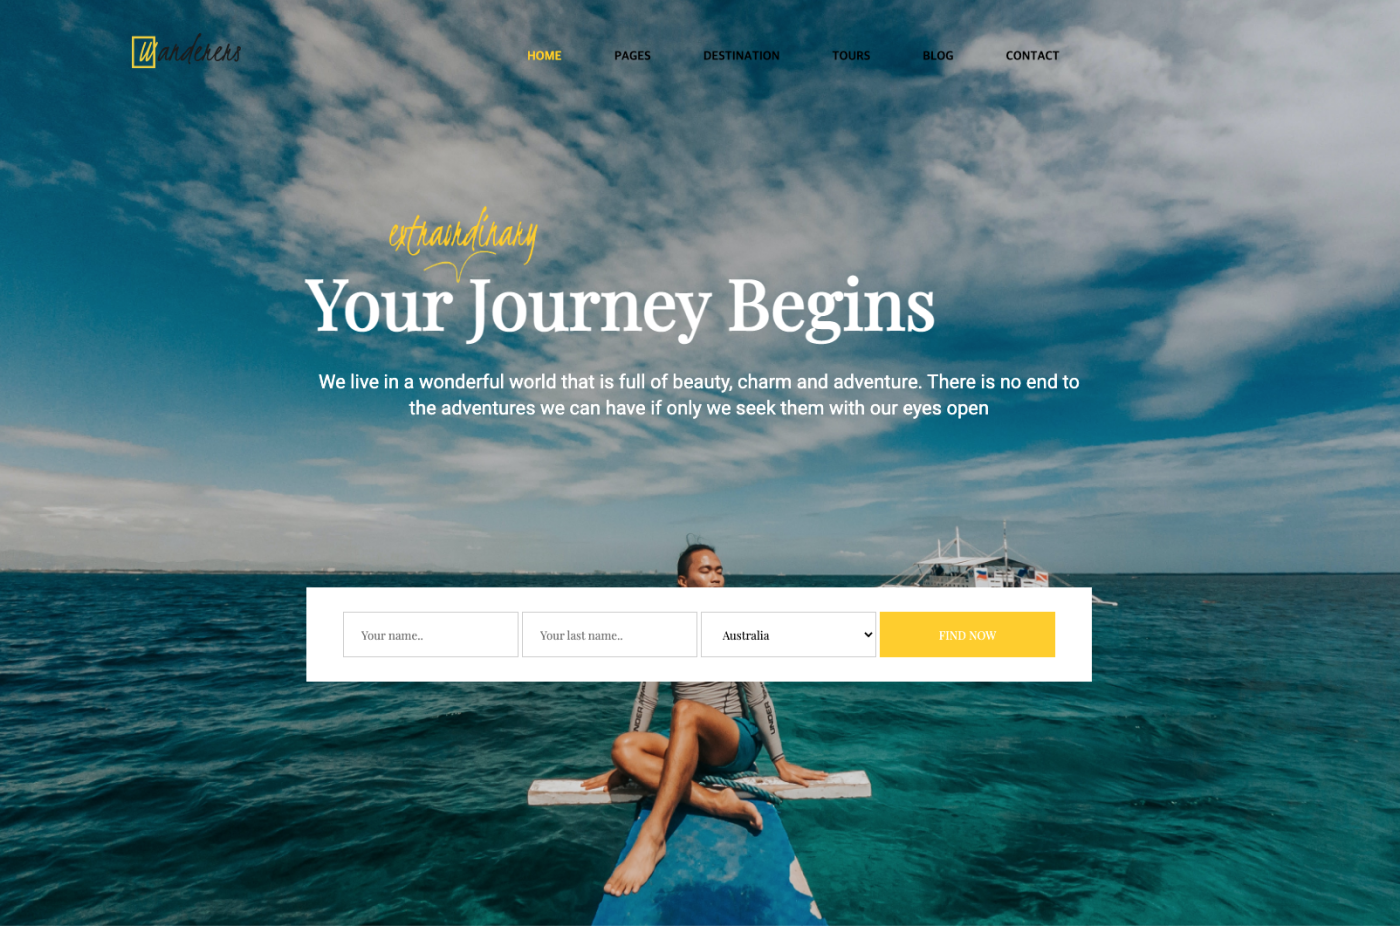 Wanderers
HOME PAGES DESTINATION TOURS BLOG CONTACT
extraordinary
Your Journey Begins
We live in a wonderful world that is full of beauty, charm and adventure. There is no end to
the adventures we can have if only we seek them with our eyes open
Your name.. Your last name.. Australia FIND NOW
UNDER